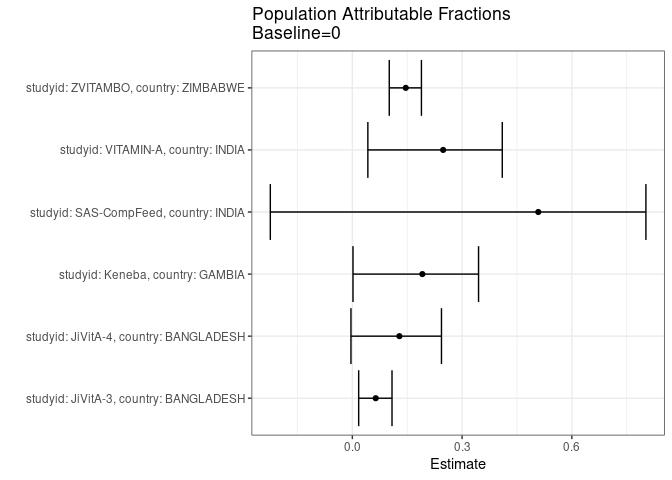 Population Attributable Fractions
Baseline=0
studyid: ZVITAMBO, country: ZIMBABWE
studyid: VITAMIN-A, country: INDIA
studyid: SAS-CompFeed, country: INDIA
studyid: Keneba, country: GAMBIA
studyid: JiVitA-4, country: BANGLADESH
studyid: JiVitA-3, country: BANGLADESH
0.0 0.3 0.6
Estimate